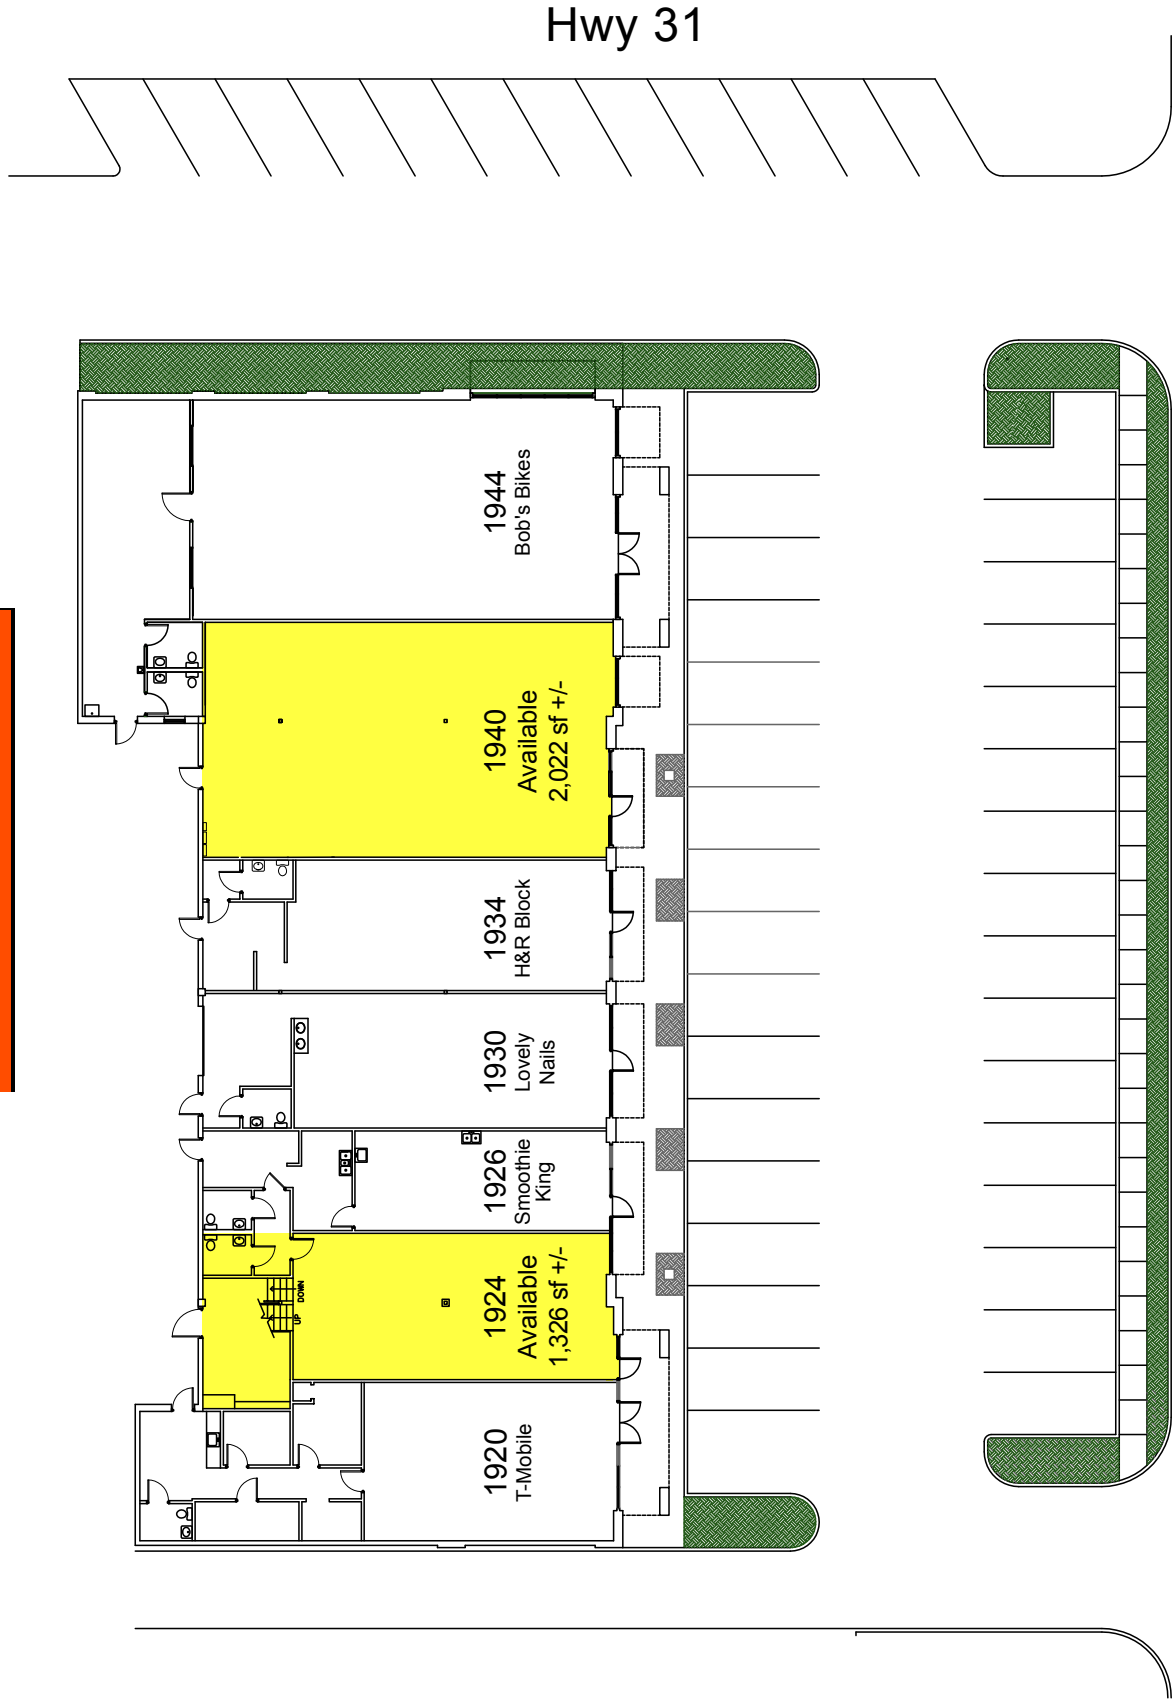 Hwy 31
1944
Bob's Bikes
1940
Available
2,022 sf +/-
1934
H&R Block
1930
Lovely
Nails
1926
Smoothie
King
1924
Available
1,326 sf +/-
DOWN
UP
1920
T-Mobile